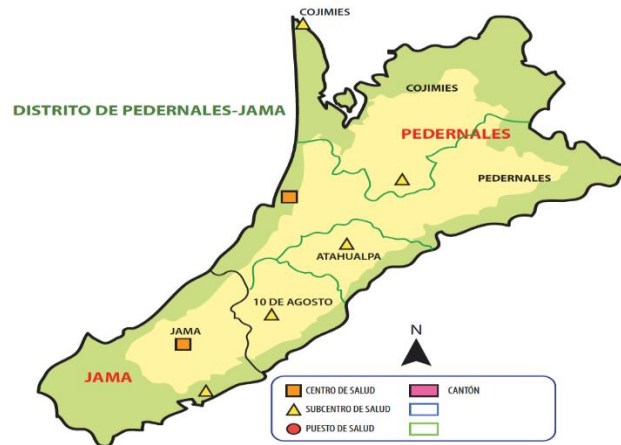 COJIMIES
DISTRITO DE PEDERNALES-JAMA
COJIMIES
PEDERNALES
PEDERNALES
ATAHUALPA
10 DE AGOSTO
JAMA
JAMA
N
CENTRO DE SALUD
CANTÓN
SUBCENTRO DE SALUD
PUESTO DE SALUD